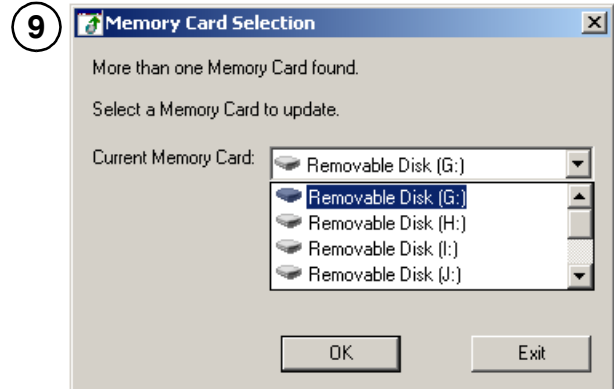 9
Memory Card Selection
More than one Memory Card found.
Select a Memory Card to update.
Current Memory Card: Removable Disk (G:)
Removable Disk (G:)
Removable Disk (H:)
Removable Disk (I:)
Removable Disk (J:)
OK Exit